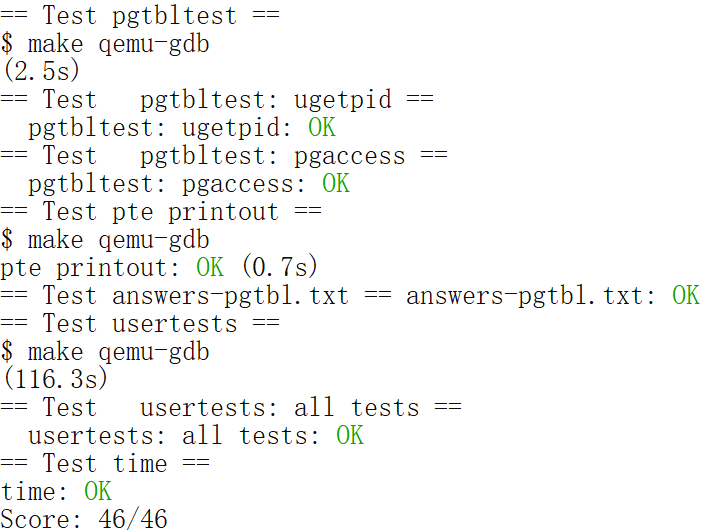 == Test pgtbltest ==
$ make qemu-gdb
(2.5s)
== Test   pgtbltest: ugetpid ==
  pgtbltest: ugetpid: OK
== Test   pgtbltest: pgaccess ==
  pgtbltest: pgaccess: OK
== Test pte printout ==
$ make qemu-gdb
pte printout: OK (0.7s)
== Test answers-pgtbl.txt == answers-pgtbl.txt: OK
== Test usertests ==
$ make qemu-gdb
(116.3s)
== Test   usertests: all tests ==
  usertests: all tests: OK
== Test time ==
time: OK
Score: 46/46